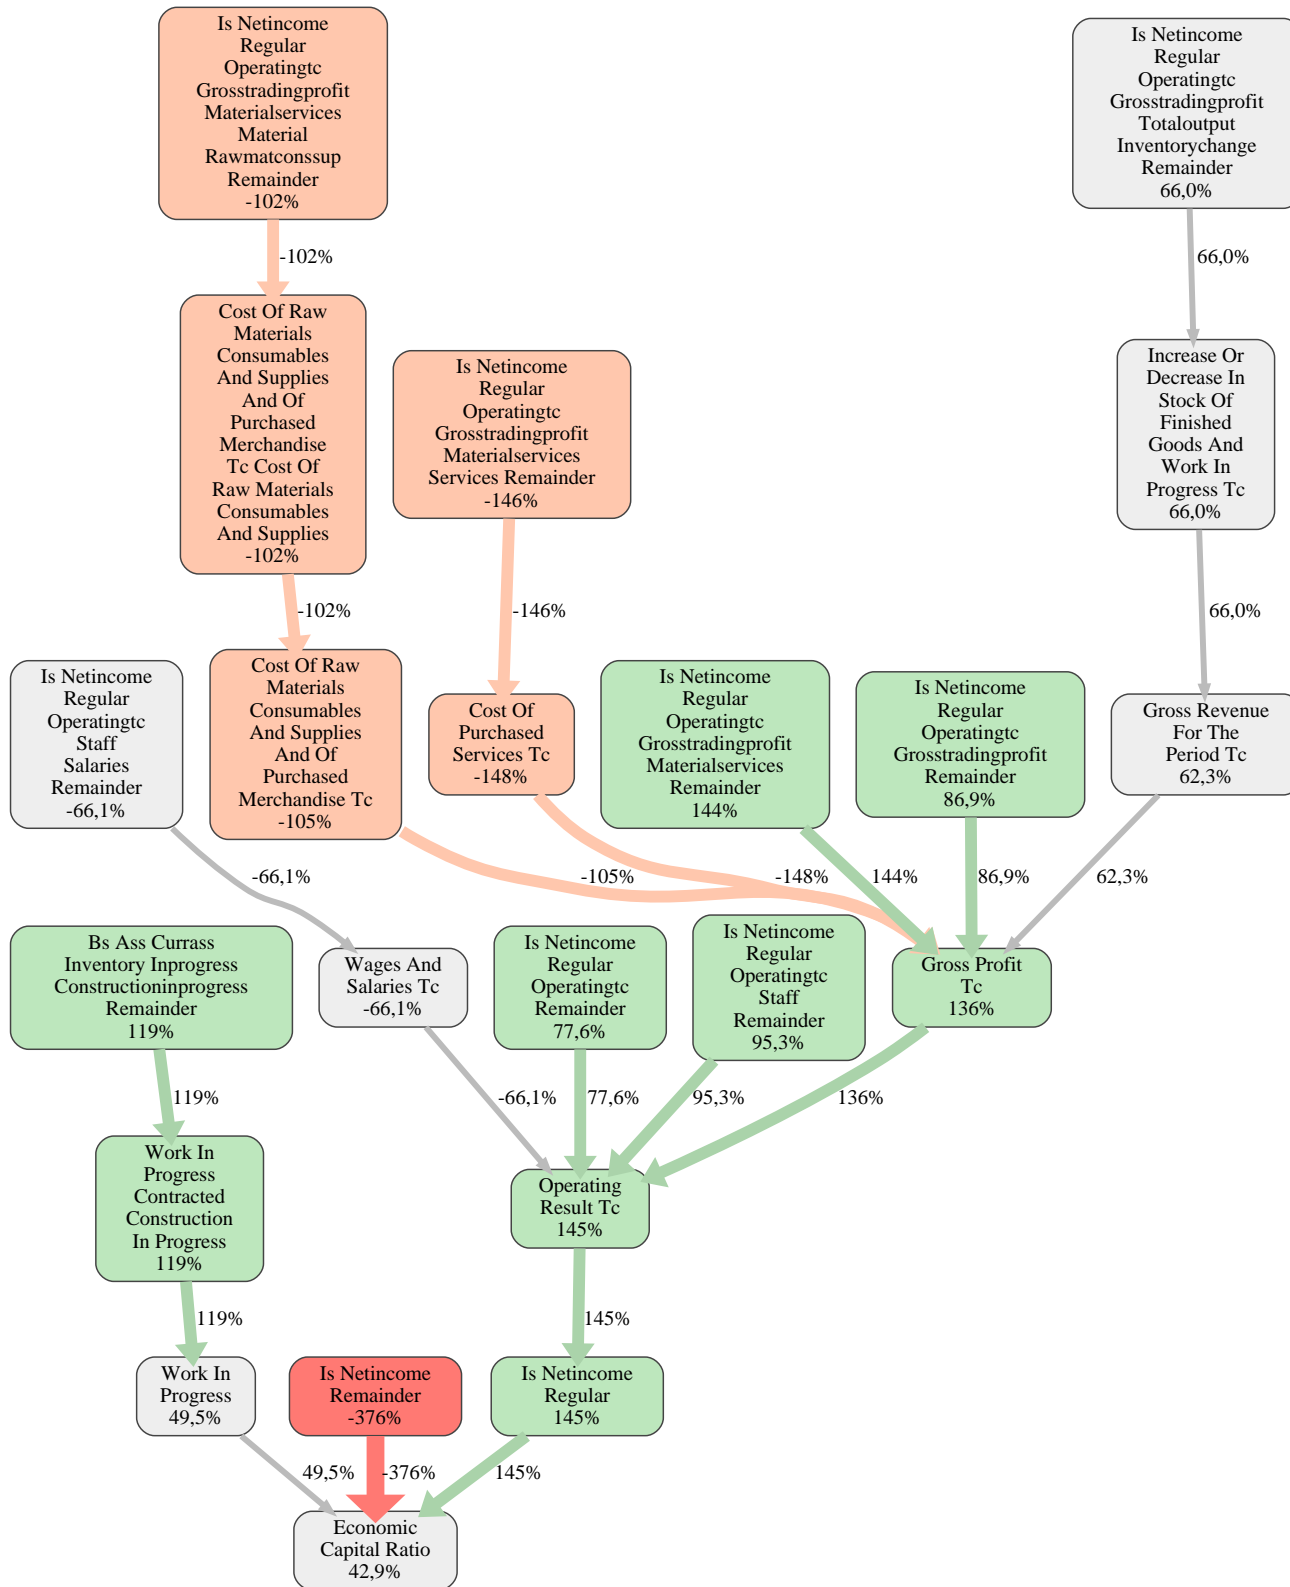 Is Netincome
Regular
Operatingtc
Grosstradingprofit
Materialservices
Material
Rawmatconssup
Remainder
-102%
Is Netincome
Regular
Operatingtc
Grosstradingprofit
Totaloutput
Inventorychange
Remainder
66,0%
-102%
66,0%
Cost Of Raw
Materials
Consumables
And Supplies
And Of
Purchased
Merchandise
Tc Cost Of
Raw Materials
Consumables
And Supplies
-102%
Is Netincome
Regular
Operatingtc
Grosstradingprofit
Materialservices
Services Remainder
-146%
Increase Or
Decrease In
Stock Of
Finished
Goods And
Work In
Progress Tc
66,0%
-102%
-146%
66,0%
Is Netincome
Regular
Operatingtc
Staff
Salaries
Remainder
-66,1%
Cost Of Raw
Materials
Consumables
And Supplies
And Of
Purchased
Merchandise Tc
-105%
Cost Of
Purchased
Services Tc
-148%
Is Netincome
Regular
Operatingtc
Grosstradingprofit
Materialservices
Remainder
144%
Is Netincome
Regular
Operatingtc
Grosstradingprofit
Remainder
86,9%
Gross Revenue
For The
Period Tc
62,3%
-66,1%
-105%
-148%
144%
86,9%
62,3%
Bs Ass Currass
Inventory Inprogress
Constructioninprogress
Remainder
119%
Wages And
Salaries Tc
-66,1%
Is Netincome
Regular
Operatingtc
Remainder
77,6%
Is Netincome
Regular
Operatingtc
Staff
Remainder
95,3%
Gross Profit
Tc
136%
119%
-66,1%
77,6%
95,3%
136%
Work In
Progress
Contracted
Construction
In Progress
119%
Operating
Result Tc
145%
119%
145%
Work In
Progress
49,5%
Is Netincome
Remainder
-376%
Is Netincome
Regular
145%
49,5%
-376%
145%
Economic
Capital Ratio
42,9%